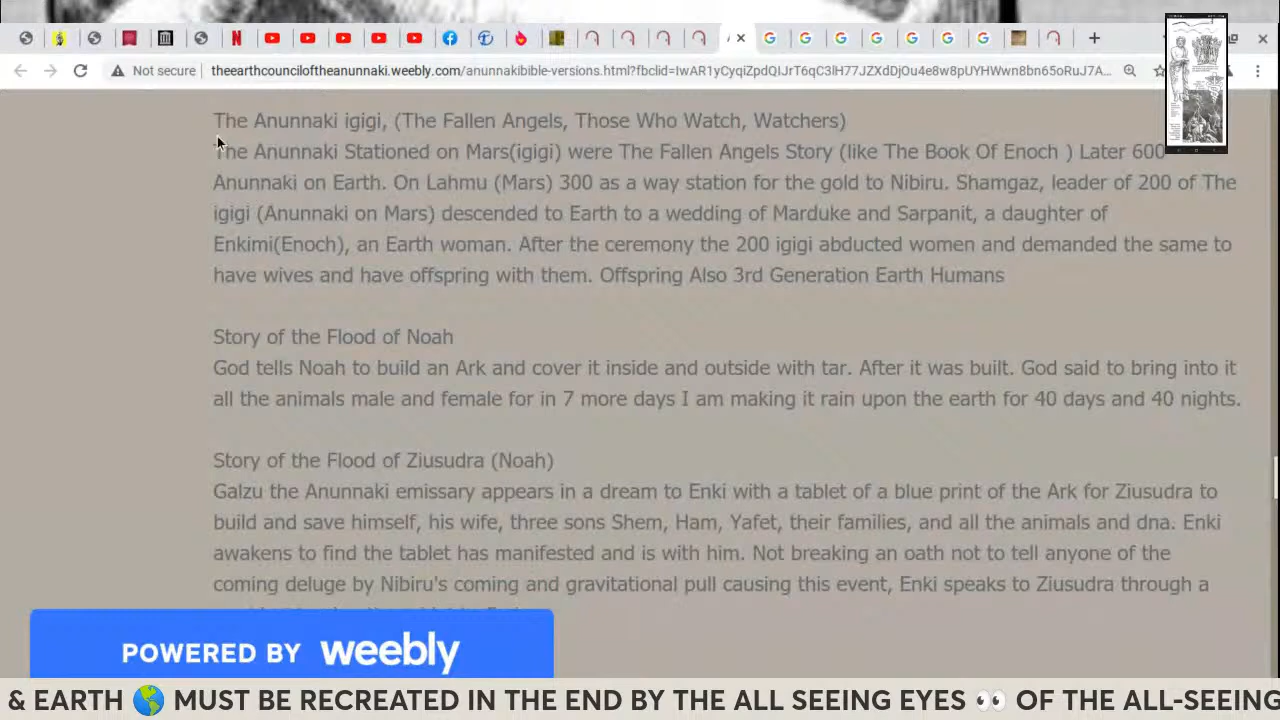 Not secure
theearthcounciloftheanunnaki.weebly.com/anunnakibible-versions.html?fbclid=
The Anunnaki igigi, (The Fallen Angels, Those Who Watch, Watchers)
The Anunnaki Stationed on (igigi) were The Fallen Angels Story (like The Book Of Enoch ) Later 600
Anunnaki on Earth. On Lahmu (Mars) 300 as a way station for the gold to Nibiru. Shamgaz, leader of 200 of The
igigi (Anunnaki on Mars) descended to Earth to a wedding of Marduke and Sarpanit, a daughter of
Enkimi(Enoch), an Earth woman. After the ceremony the 200 igigi abducted women and demanded the same to
have wives and have offspring with them. Offspring Also 3rd Generation Earth Humans
Story of the Flood of Noah
God tells Noah to build an Ark and cover it inside and outside with tar. After it was built. God said to bring into it
all the animals male and female for in 7 more days I am making it rain upon the earth for 40 days and 40 nights.
Story of the Flood of Ziusudra (Noah)
Galzu the Anunnaki emissary appears in a dream to Enki with a tablet of a blue print of the Ark for Ziusudra to
build and save himself, his wife, three sons Shem, Ham, Yafet, their families, and all the animals and dna. Enki
awakens to find the tablet has manifested and is with him. Not breaking an oath not to tell anyone of the
coming deluge by Nibiru's coming and gravitational pull causing this event, Enki speaks to Ziusudra through a
POWERED BY weebly
& EARTH 🌎 MUST BE RECREATED IN THE END BY THE ALL SEEING EYES 👀 OF THE ALL-SEEING